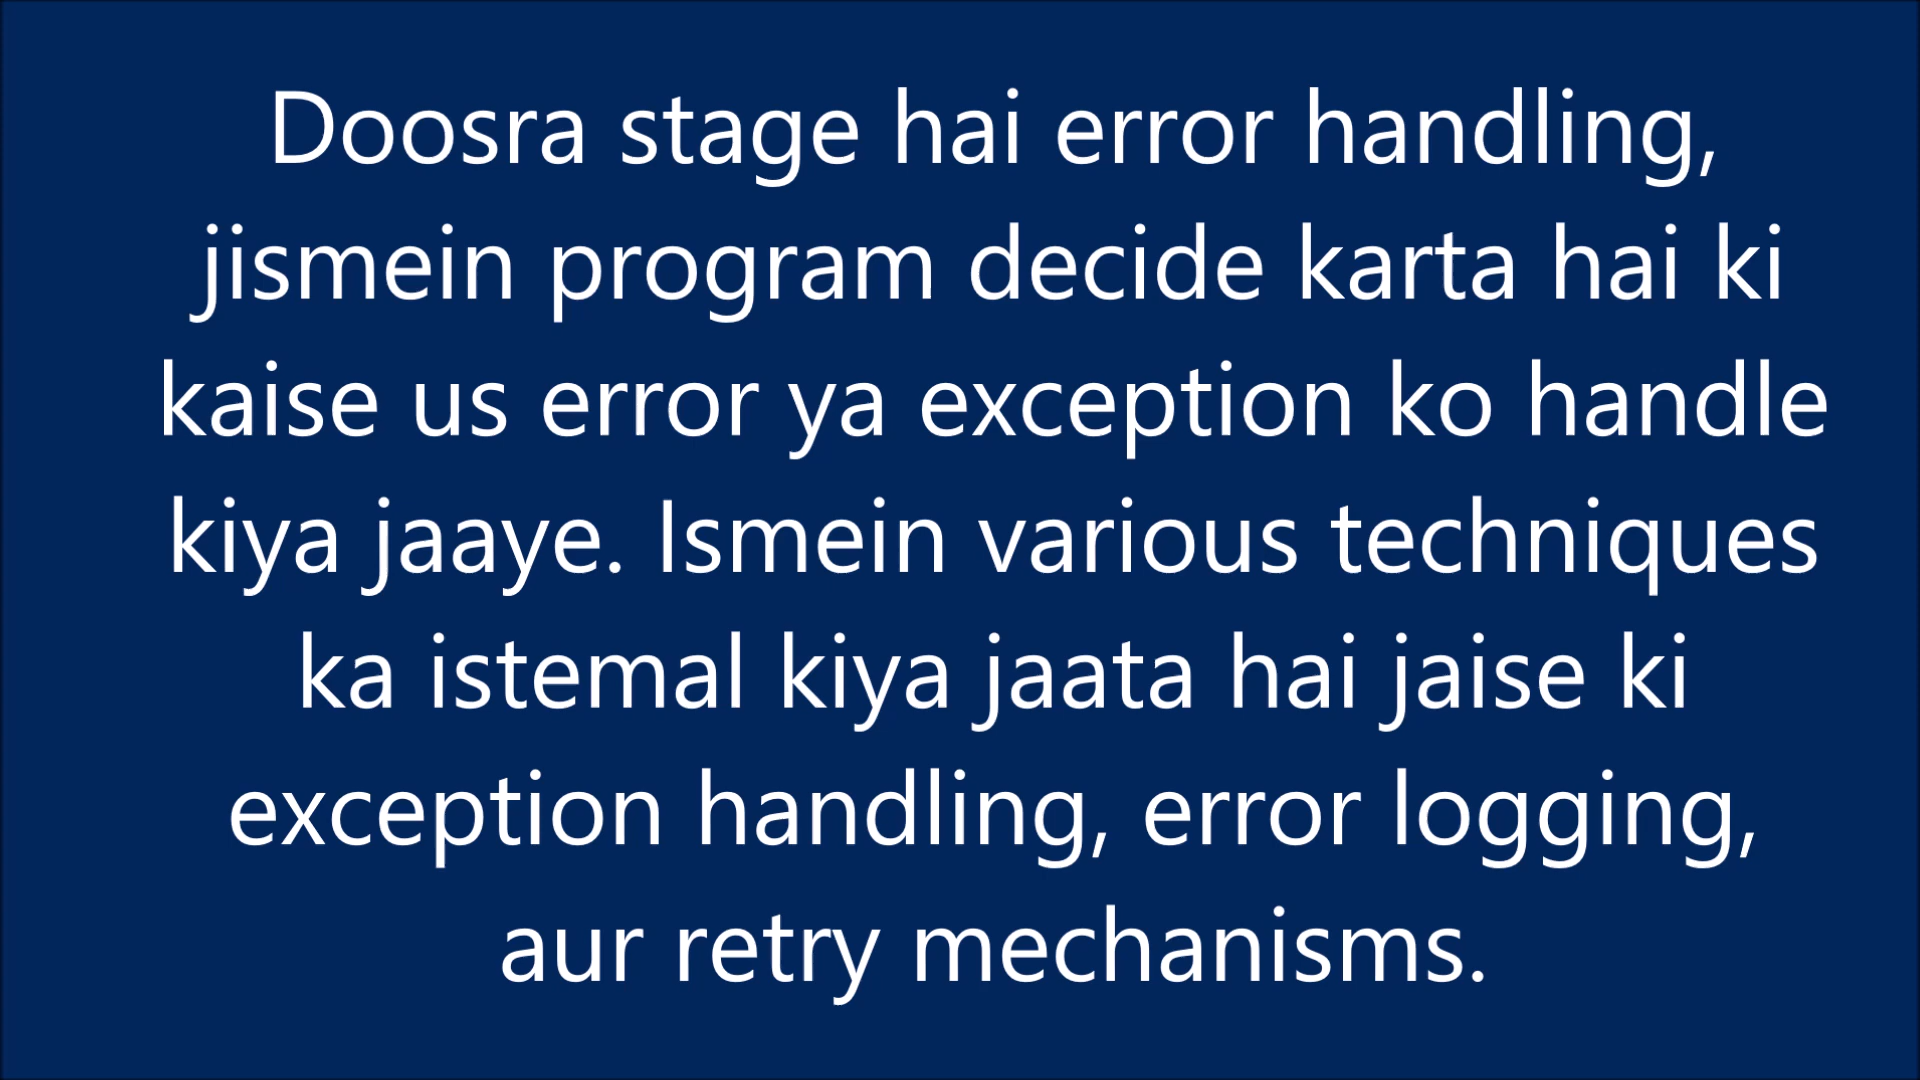 Doosra stage hai error handling,
jismein program decide karta hai ki
kaise us error ya exception ko handle
kiya jaaye. Ismein various techniques
ka istemal kiya jaata hai jaise ki
exception handling, error logging,
aur retry mechanisms.